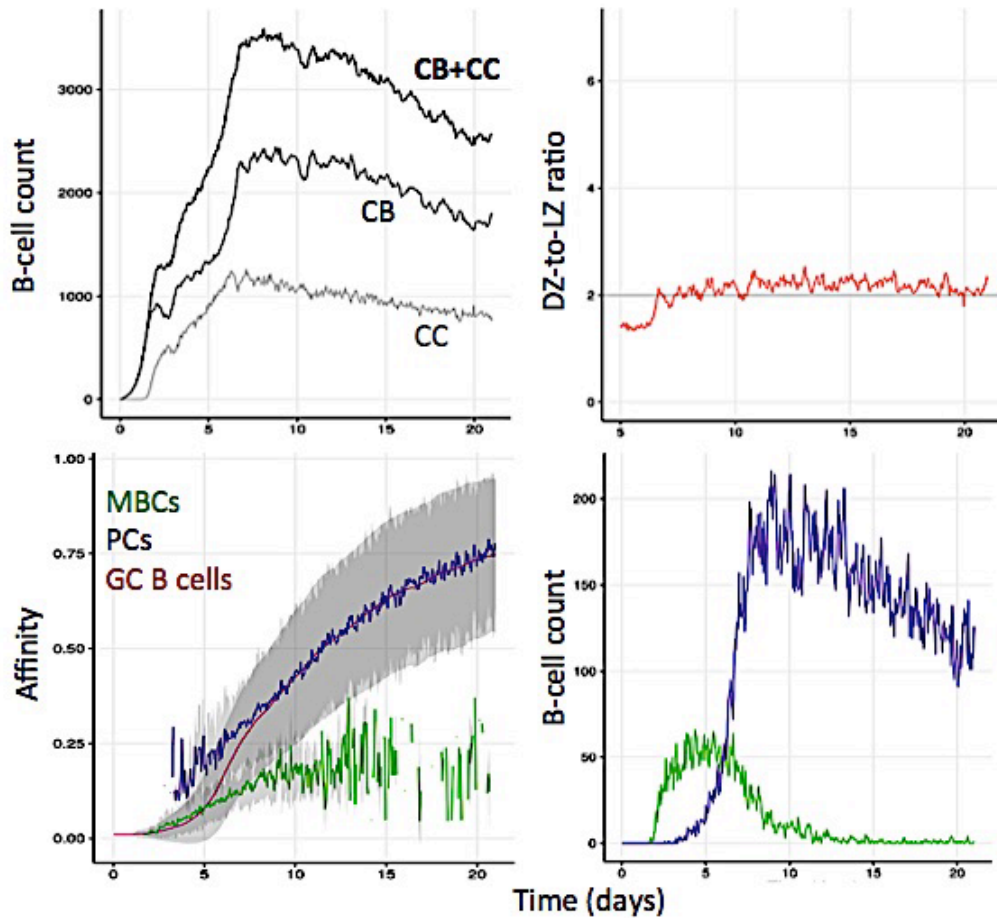 B-cell count
3000
2000
1000
0
CB+CC
CB
CC
0 5 10 15 20
DZ-to-LZ ratio
6
4
2
0
5 10 15 20
Affinity
1.00
0.75
0.50
0.25
0.00
MBCs
PCs
GC B cells
0 5 10 15 20
B-cell count
200
150
100
50
0
0 5 10 15 20
Time (days)